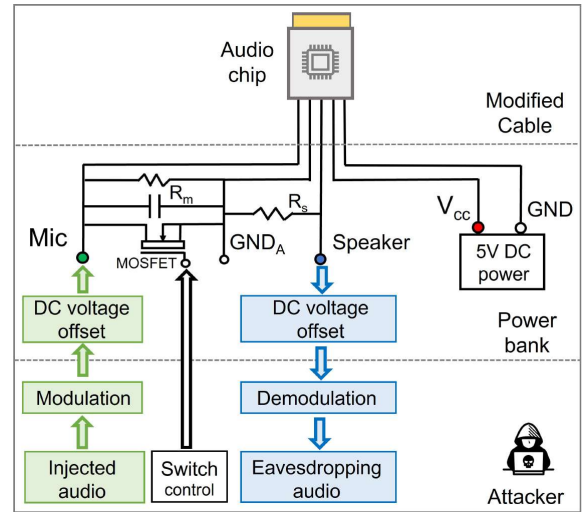 Audio
chip
Modified
Cable
Rm
Rs
Mic
MOSFET
GNDA
Speaker
Vcc
GND
5V DC
power
DC voltage
offset
DC voltage
offset
Power
bank
Modulation
Demodulation
Injected
audio
Switch
control
Eavesdropping
audio
Attacker